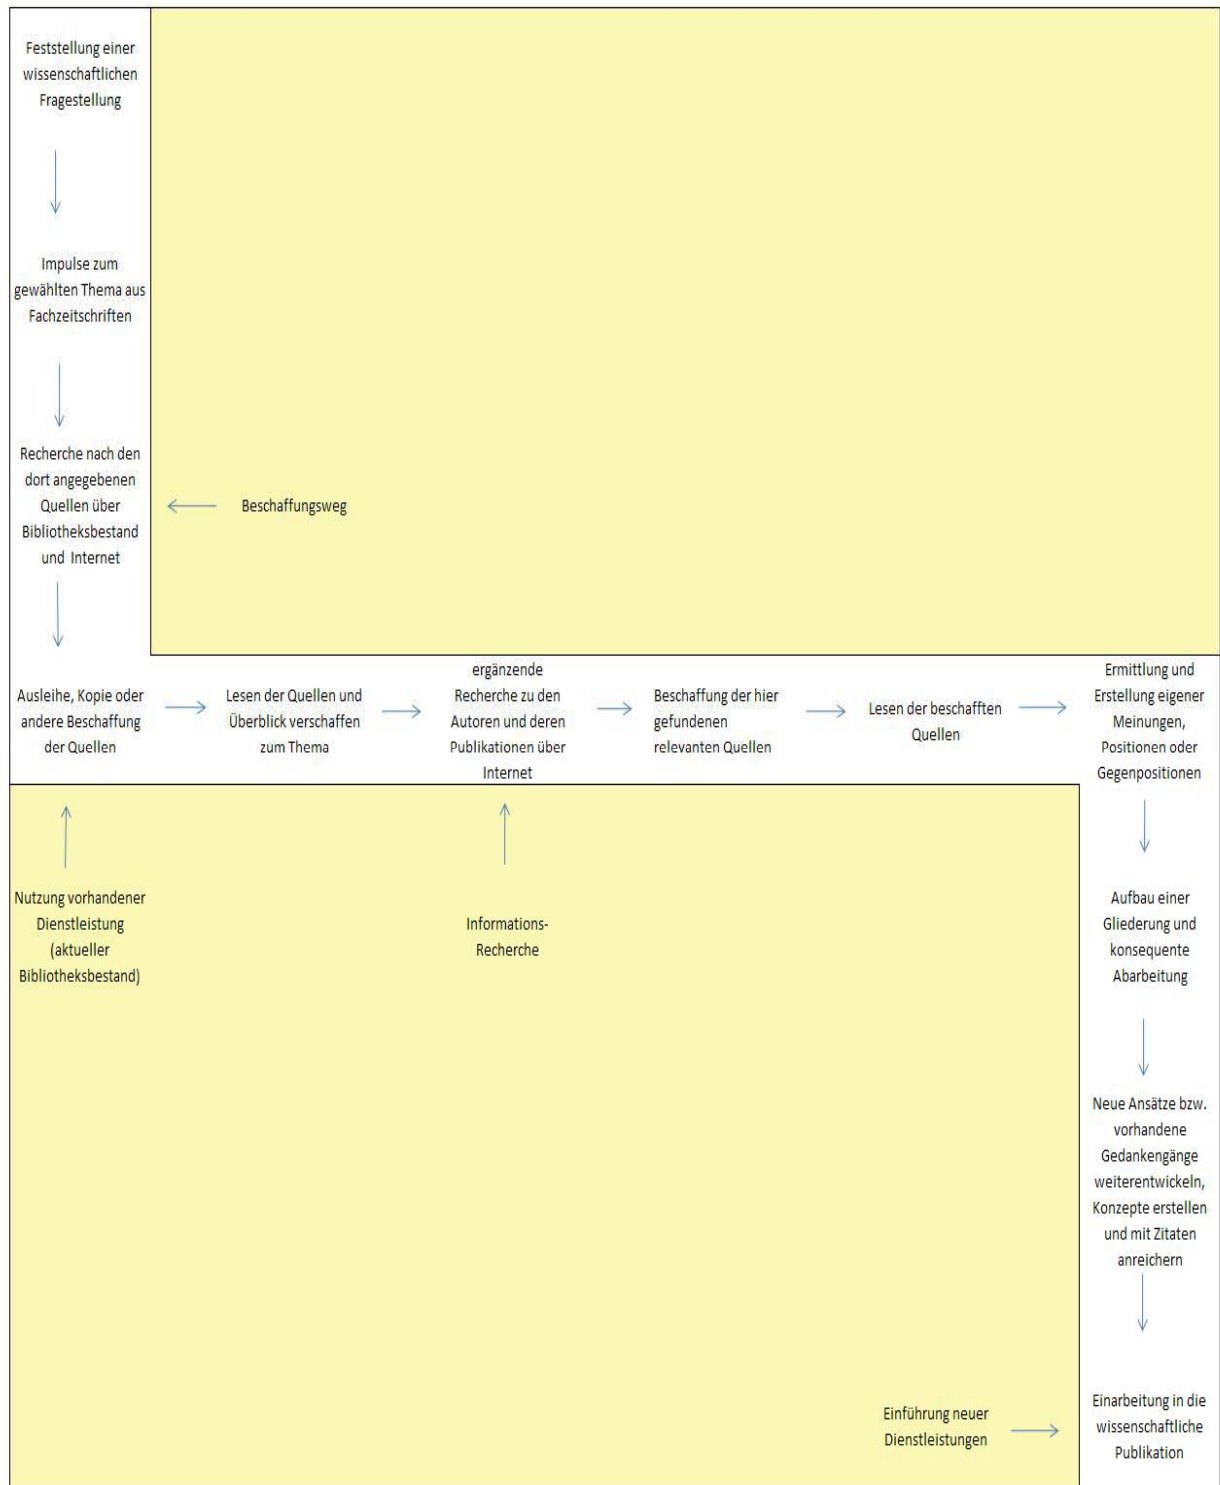 Feststellung einer
wissenschaftlichen
Fragestellung
Impulse zum
gewählten Thema aus
Fachzeitschriften
Recherche nach den
dort angegebenen
Quellen über
Bibliotheksbestand
und Internet
Beschaffungsweg
Ausleihe, Kopie oder
andere Beschaffung
der Quellen
Lesen der Quellen und
Überblick verschaffen
zum Thema
ergänzende
Recherche zu den
Autoren und deren
Publikationen über
Internet
Beschaffung der hier
gefundenen
relevanten Quellen
Lesen der beschafften
Quellen
Ermittlung und
Erstellung eigener
Meinungen,
Positionen oder
Gegenpositionen
Nutzung vorhandener
Dienstleistung
(aktueller
Bibliotheksbestand)
Informations-
Recherche
Aufbau einer
Gliederung und
konsequente
Abarbeitung
Neue Ansätze bzw.
vorhandene
Gedankengänge
weiterentwickeln,
Konzepte erstellen
und mit Zitaten
anreichern
Einführung neuer
Dienstleistungen
Einarbeitung in die
wissenschaftliche
Publikation